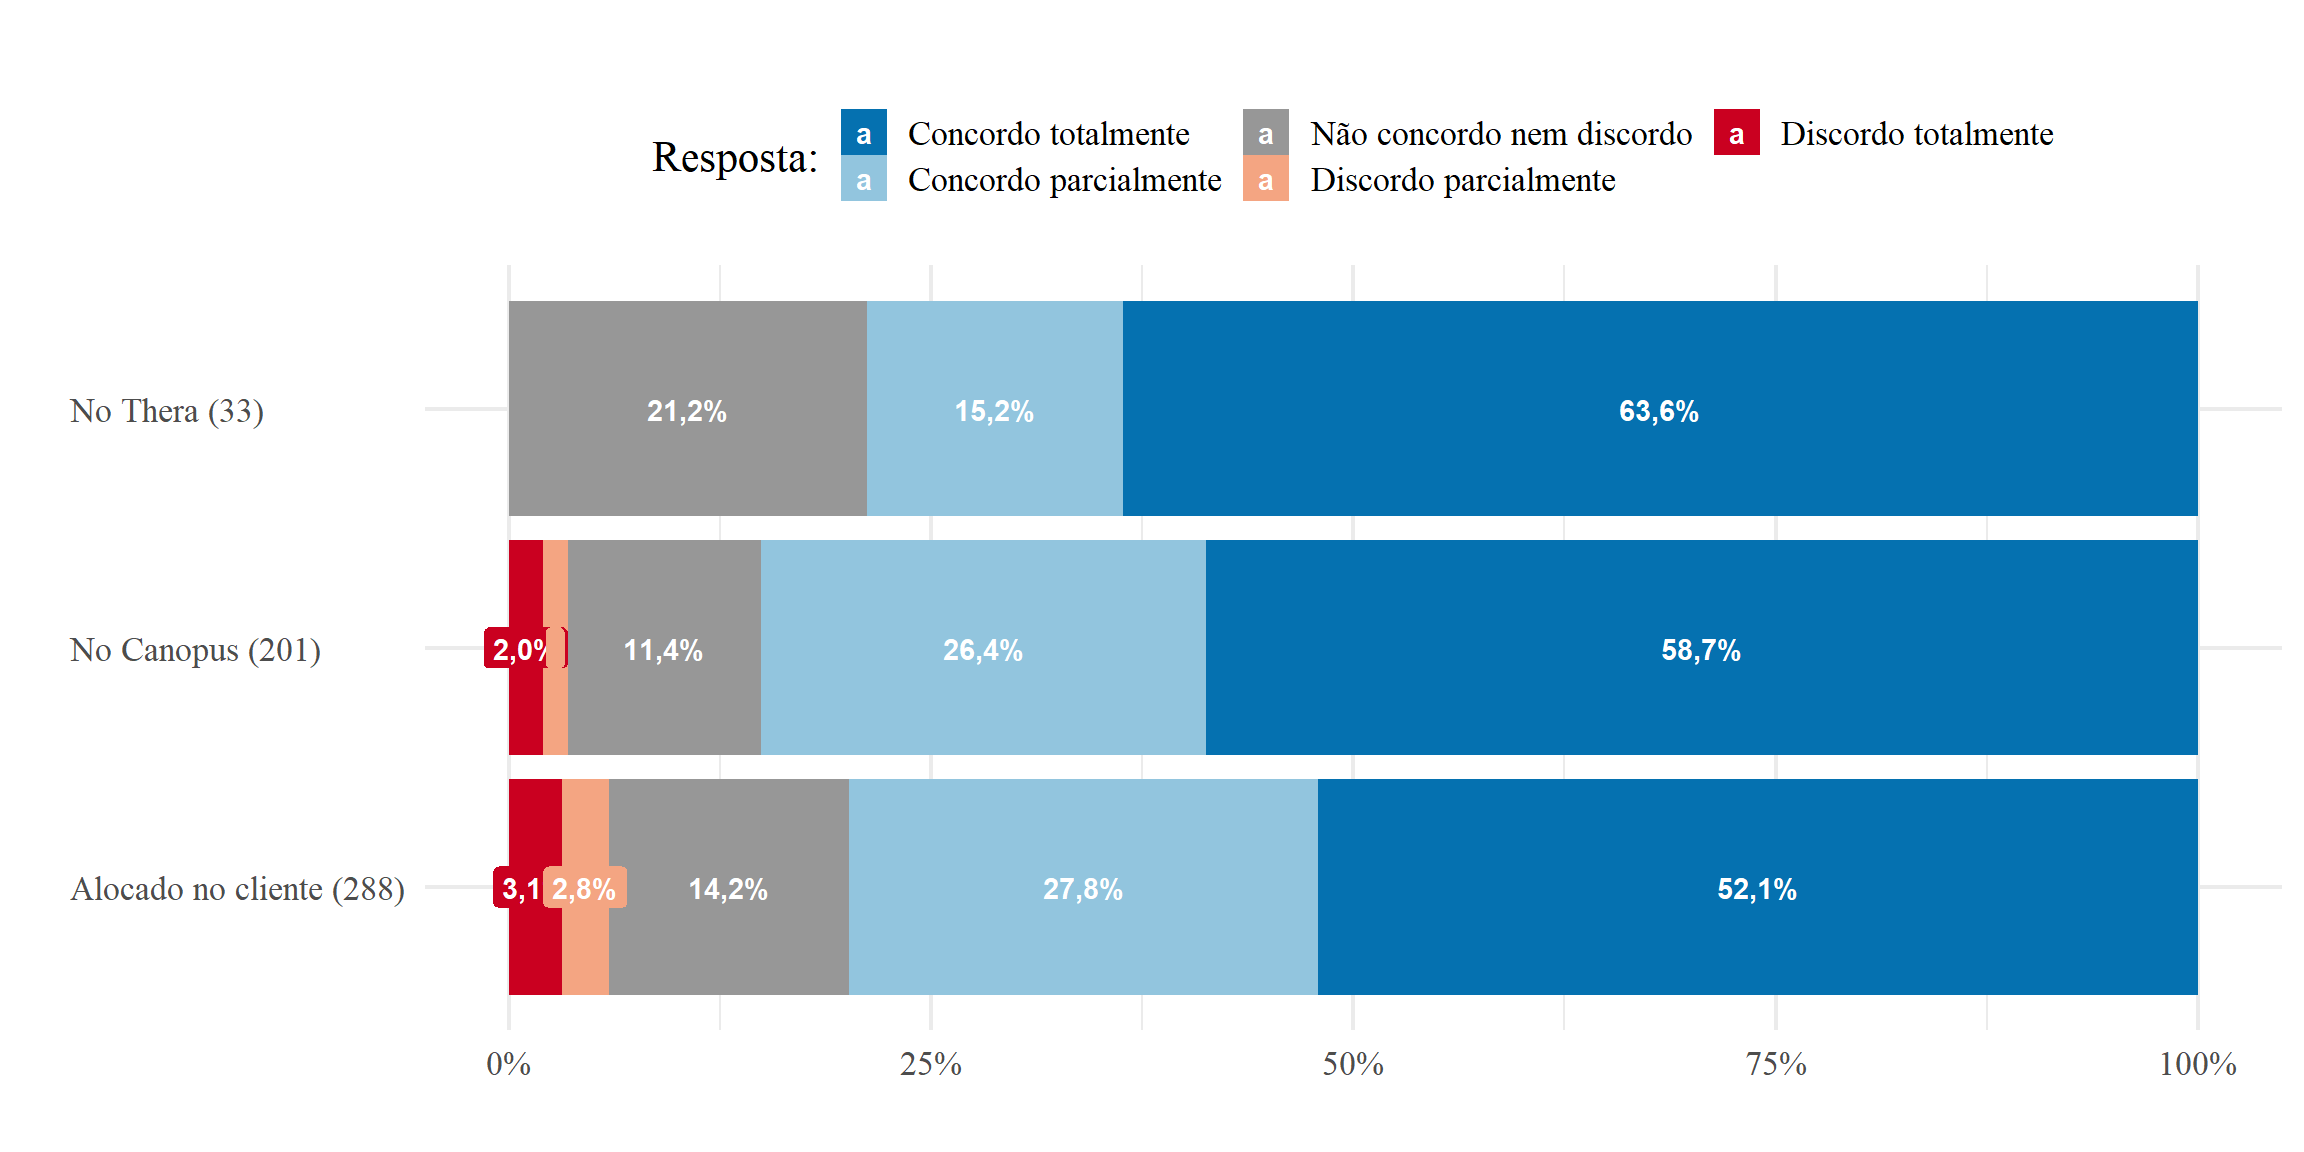 Resposta:
a Concordo totalmente
a Não concordo nem discordo
a Discordo totalmente
a Concordo parcialmente
a Discordo parcialmente
No Thera (33)
21,2% 15,2% 63,6%
No Canopus (201)
2,0% 11,4% 26,4% 58,7%
Alocado no cliente (288)
3,1 2,8% 14,2% 27,8% 52,1%
0% 25% 50% 75% 100%